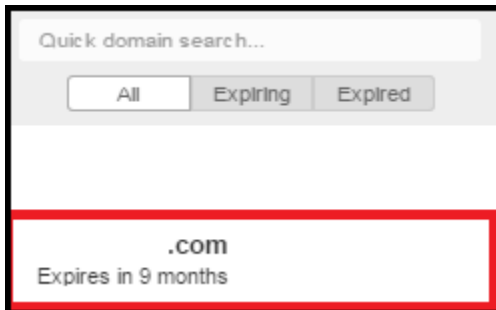 Quick domain search...
All Expiring Expired
.com
Expires in 9 months